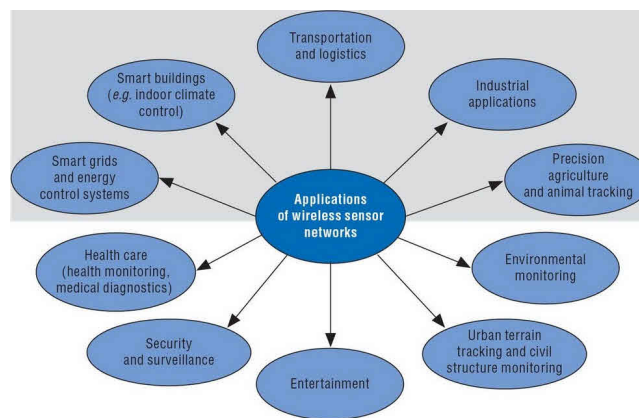 Transportation
and logistics
Smart buildings
(e.g. indoor climate
control)
Industrial
applications
Smart grids
and energy
control systems
Precision
agriculture
and animal tracking
Applications
of wireless sensor
networks
Health care
(health monitoring,
medical diagnostics)
Environmental
monitoring
Security
and surveillance
Urban terrain
tracking and civil
structure monitoring
Entertainment